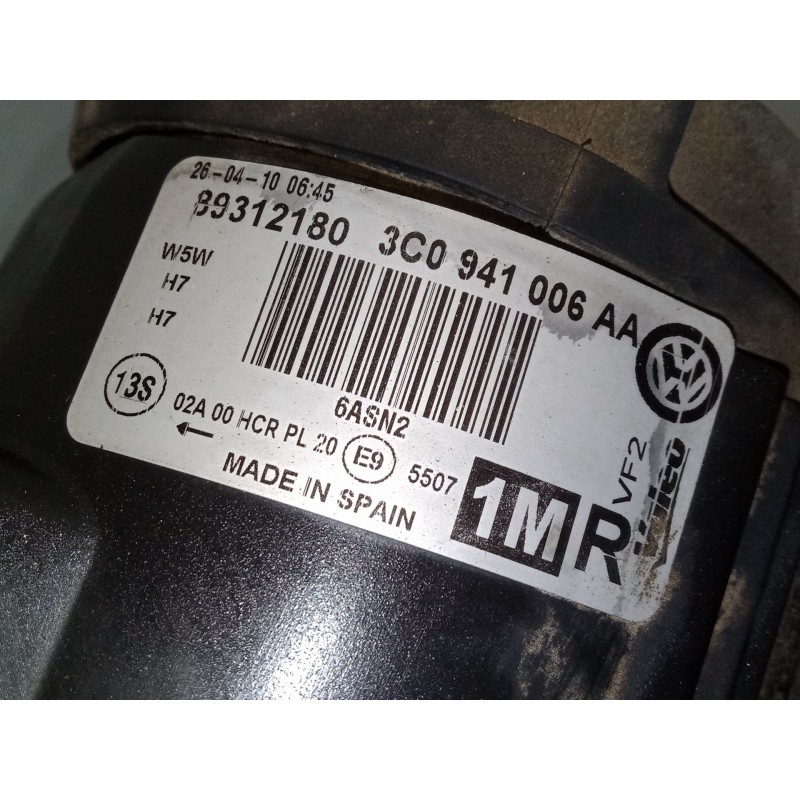 26-04-10 06:45
89312180 3C0 941 006 AA
W5W
H7
H7
6ASN2
13S
02A 00 HCR PL 20 E9 5507
MADE IN SPAIN
1M R
VF2
Valeo